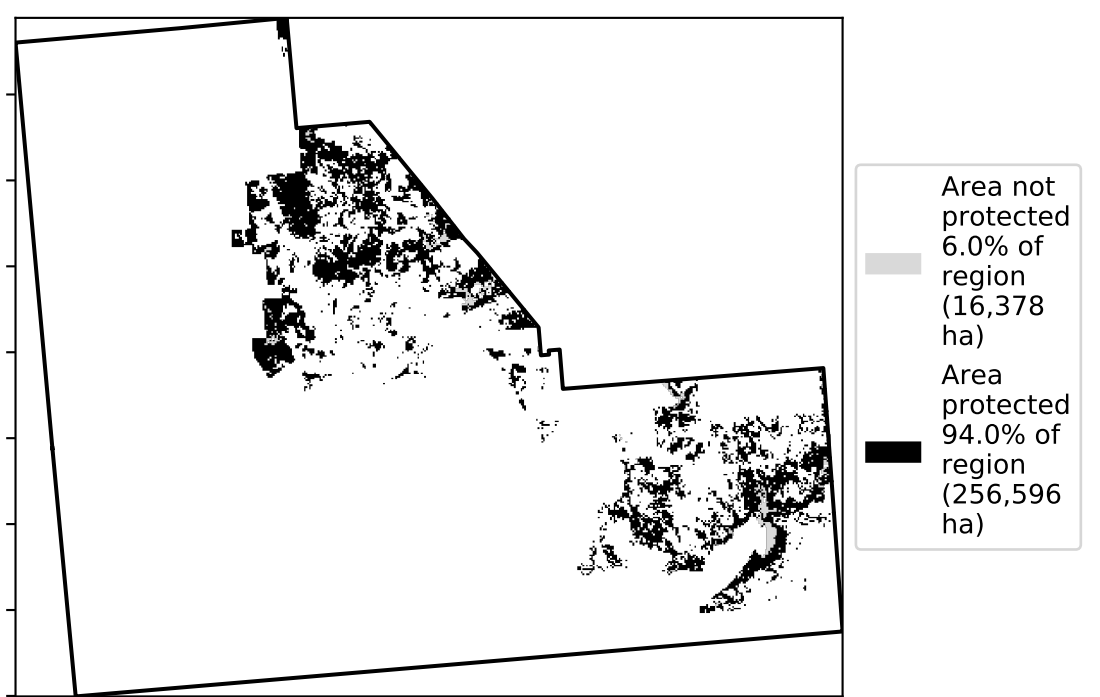 Area not
protected
6.0% of
region
(16,378
ha)
Area
protected
94.0% of
region
(256,596
ha)